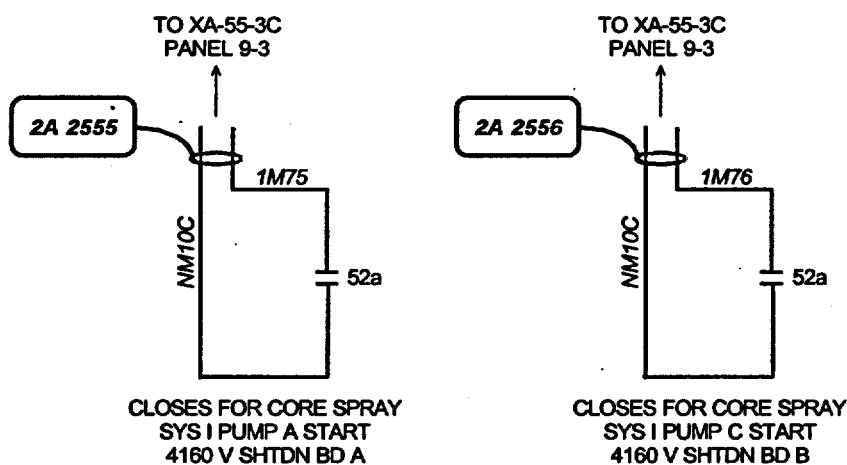 TO XA-55-3C
PANEL 9-3
2A 2555
1M75
NM10C
52a
CLOSES FOR CORE SPRAY
SYS I PUMP A START
4160 V SHTDN BD A
TO XA-55-3C
PANEL 9-3
2A 2556
1M76
NM10C
52a
CLOSES FOR CORE SPRAY
SYS I PUMP C START
4160 V SHTDN BD B